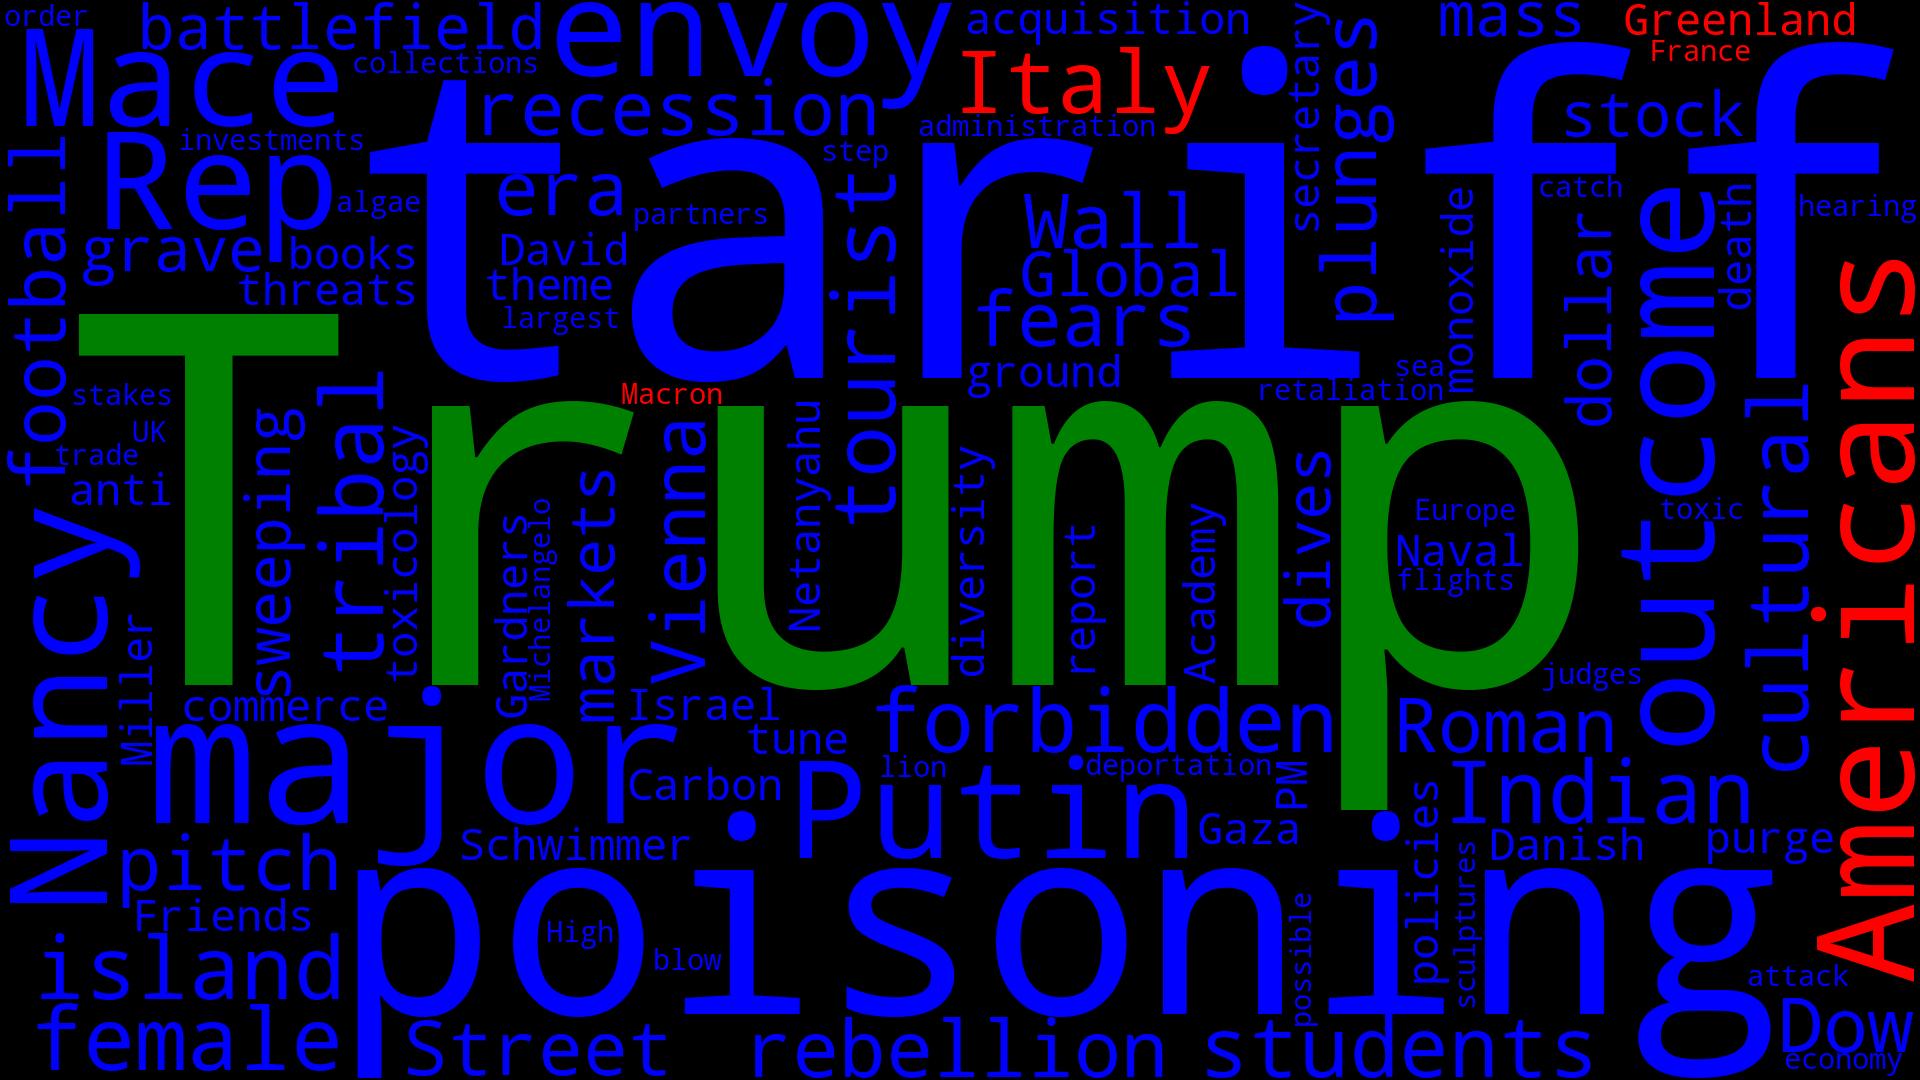 order
battlefield
envoy
acquisition
secretary
mass
Greenland
France
Mace
collections
Italy
plunges
recession
tariff
stock
investments
administration
Rep
step
era
algae
partners
tourist
Wall
monoxide
catch
dollar
outcome
death
hearing
football
grave
books
David
Global
threats
theme
largest
fears
Americans
Trump
ground
sea
retaliation
stakes
Macron
UK
trade
anti
sweeping
tribal
toxicology
Gardners
Michelangelo
markets
Vienna
Netanyahu
diversity
report
Academy
dives
Europe
Naval
flights
toxic
cultural
Nancy
Miller
judges
commerce
Israel
major
tune
forbidden
Roman
Carbon
lion
Putin
deportation
PM
Indian
Schwimmer
Gaza
policies
sculptures
Danish
purge
pitch
poisoning
Friends
High
blow
possible
island
attack
female
Street
rebellion
students
Dow
economy